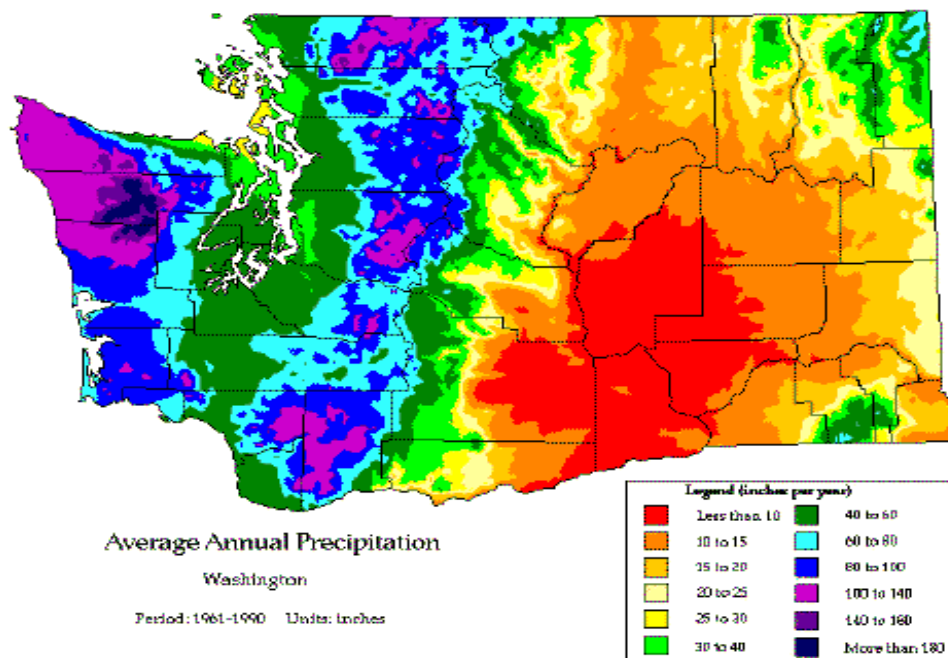 Average Annual Precipitation
Washington
Period: 1961-1990 Units: inches
Legend (inches per year)
Less than 10
10 to 15
15 to 20
20 to 25
25 to 30
30 to 40
40 to 60
60 to 80
80 to 100
100 to 140
140 to 180
More than 180